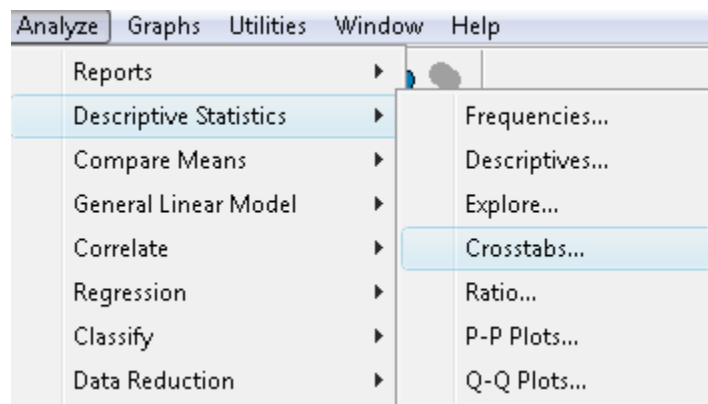 Analyze Graphs Utilities Window Help
Reports
Descriptive Statistics
Compare Means
General Linear Model
Correlate
Regression
Classify
Data Reduction
Frequencies...
Descriptives...
Explore...
Crosstabs...
Ratio...
P-P Plots...
Q-Q Plots...